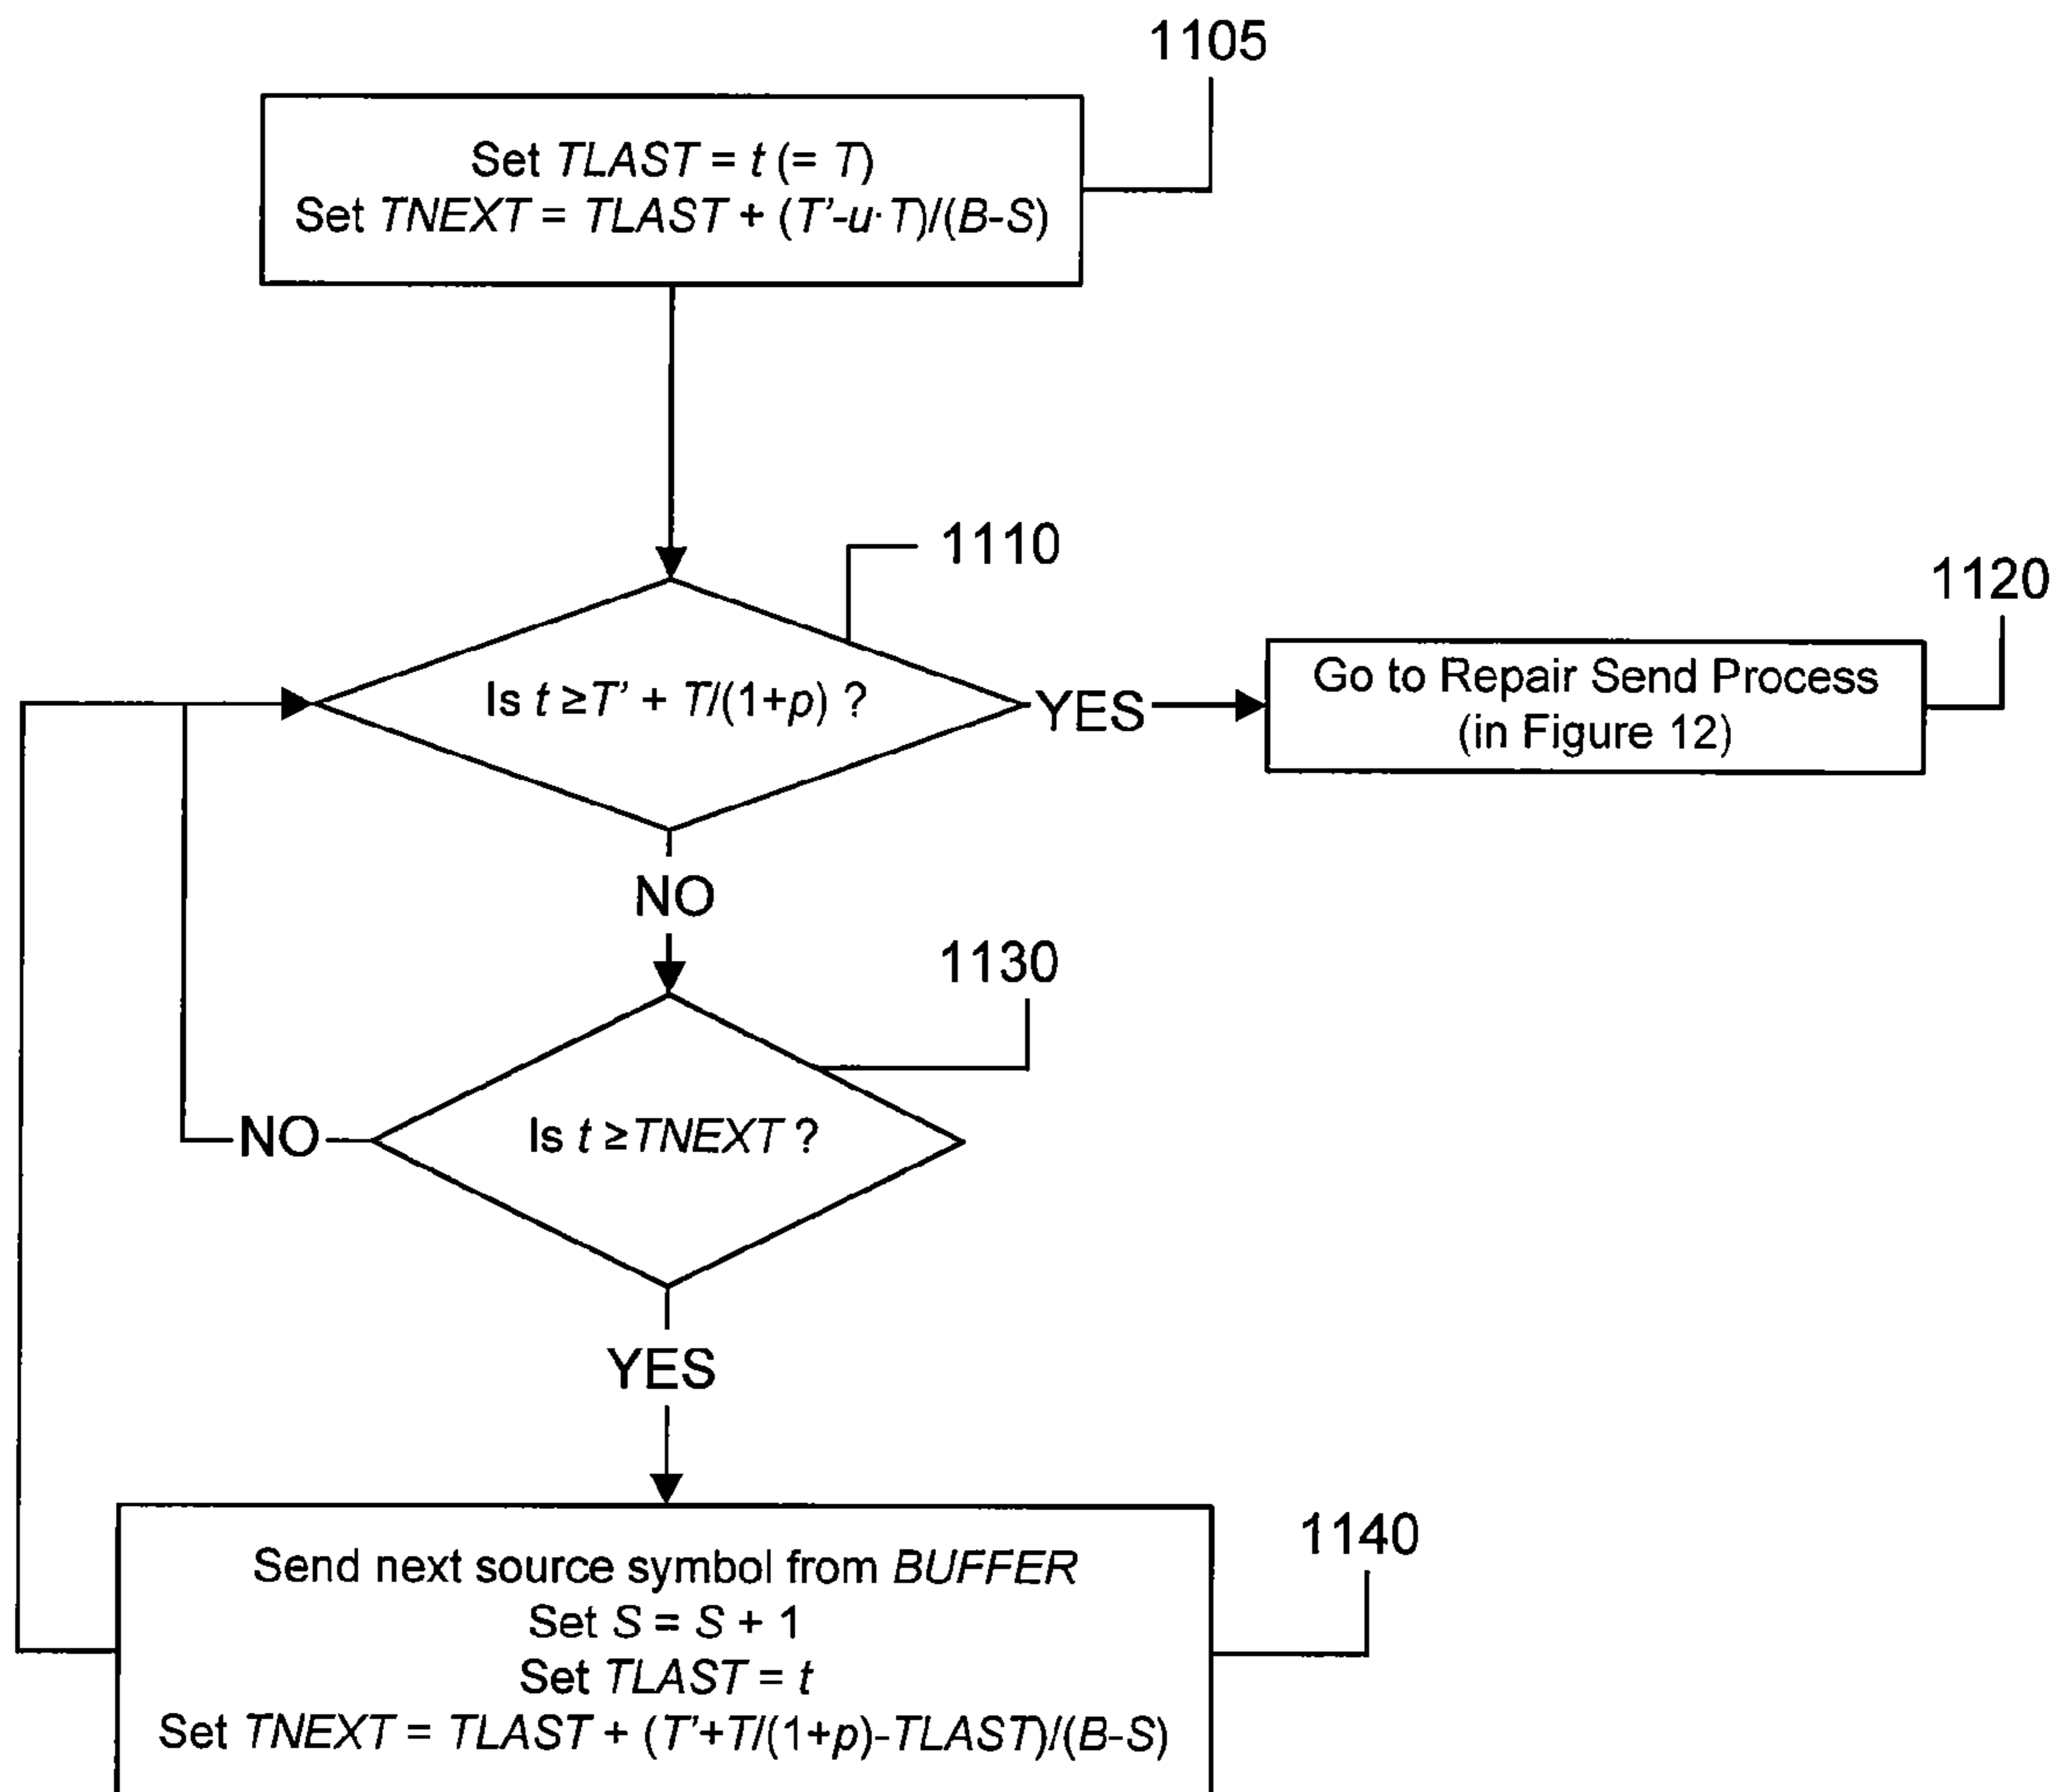 1105
Set TLAST = t (= T)
Set TNEXT = TLAST + (T'-u·T)/(B-S)
1110
Is t ≥T' + T/(1+p) ?
YES
1120
Go to Repair Send Process
(in Figure 12)
NO
1130
Is t ≥TNEXT ?
NO
YES
1140
Send next source symbol from BUFFER
Set S = S + 1
Set TLAST = t
Set TNEXT = TLAST + (T'+T/(1+p)-TLAST)/(B-S)